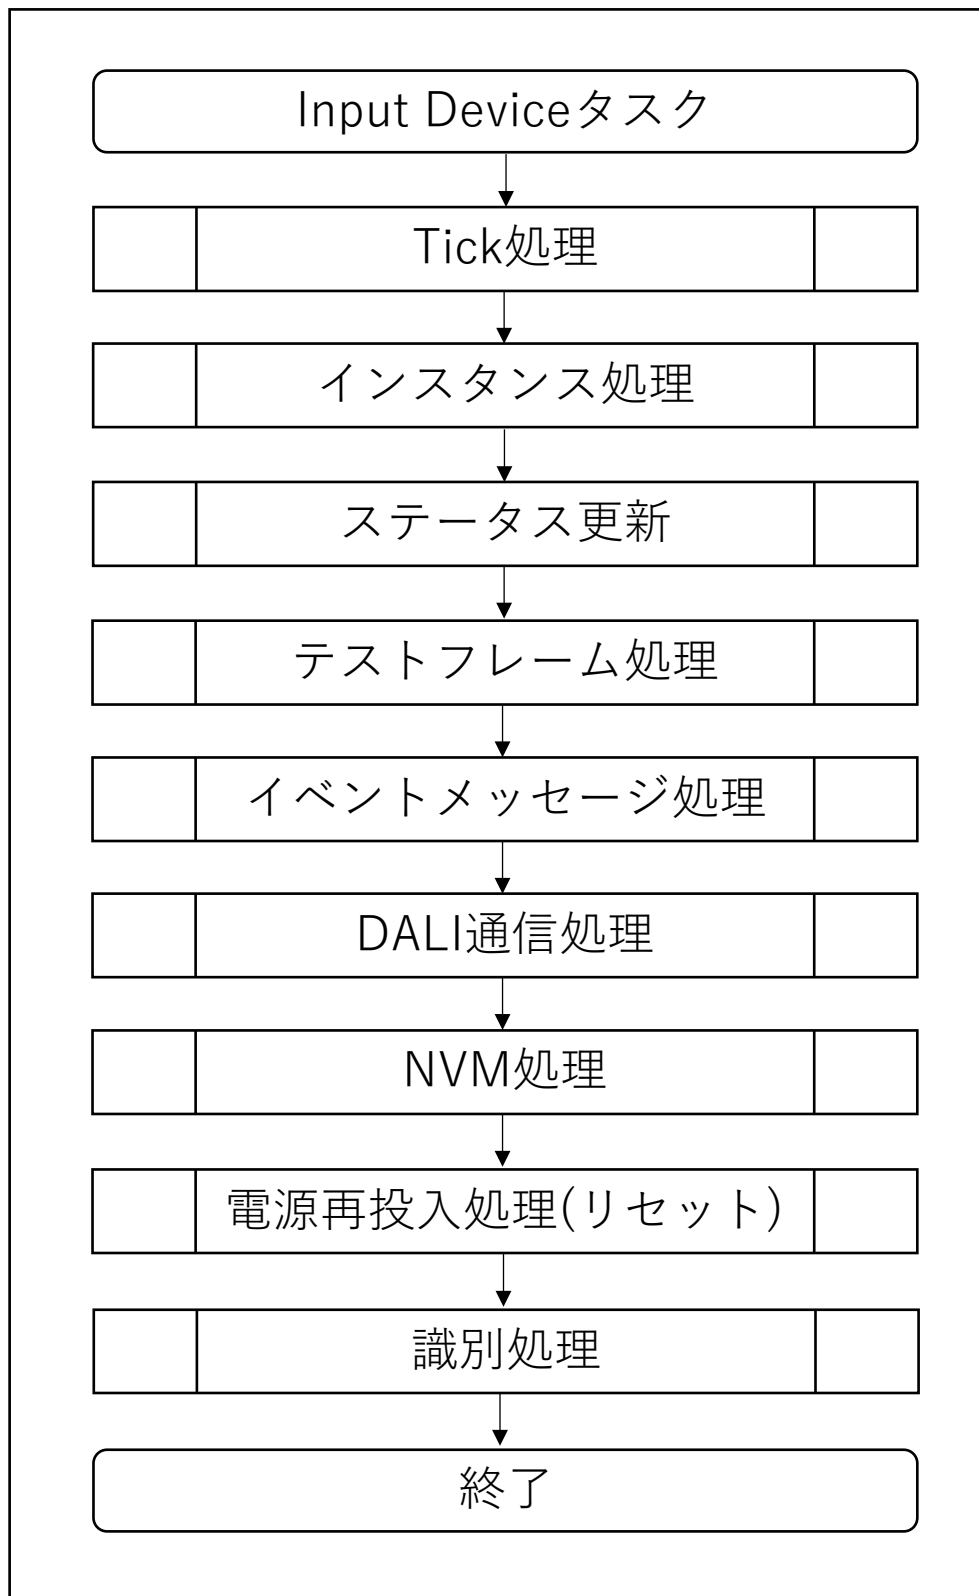 Input Deviceタスク
Tick処理
インスタンス処理
ステータス更新
テストフレーム処理
イベントメッセージ処理
DALI通信処理
NVM処理
電源再投入処理(リセット)
識別処理
終了